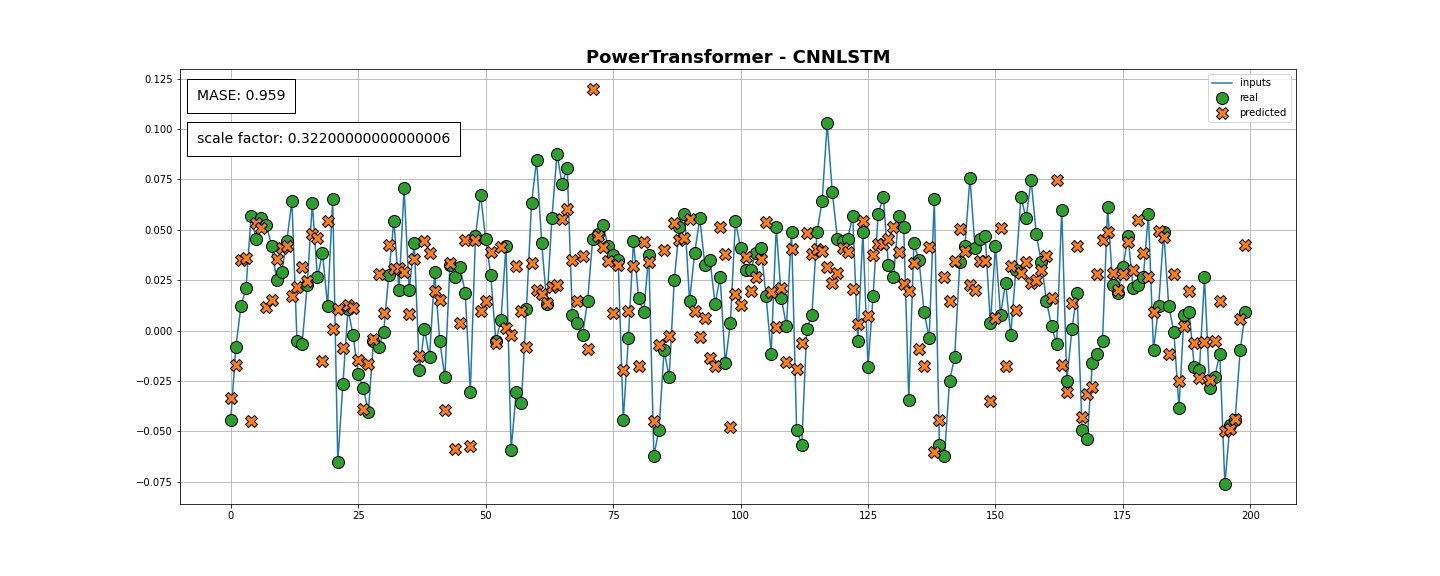 PowerTransformer - CNNLSTM
MASE: 0.959
scale factor: 0.32200000000000006
inputs
real
predicted
0.125
0.100
0.075
0.050
0.025
0.000
−0.025
−0.050
−0.075
0 25 50 75 100 125 150 175 200